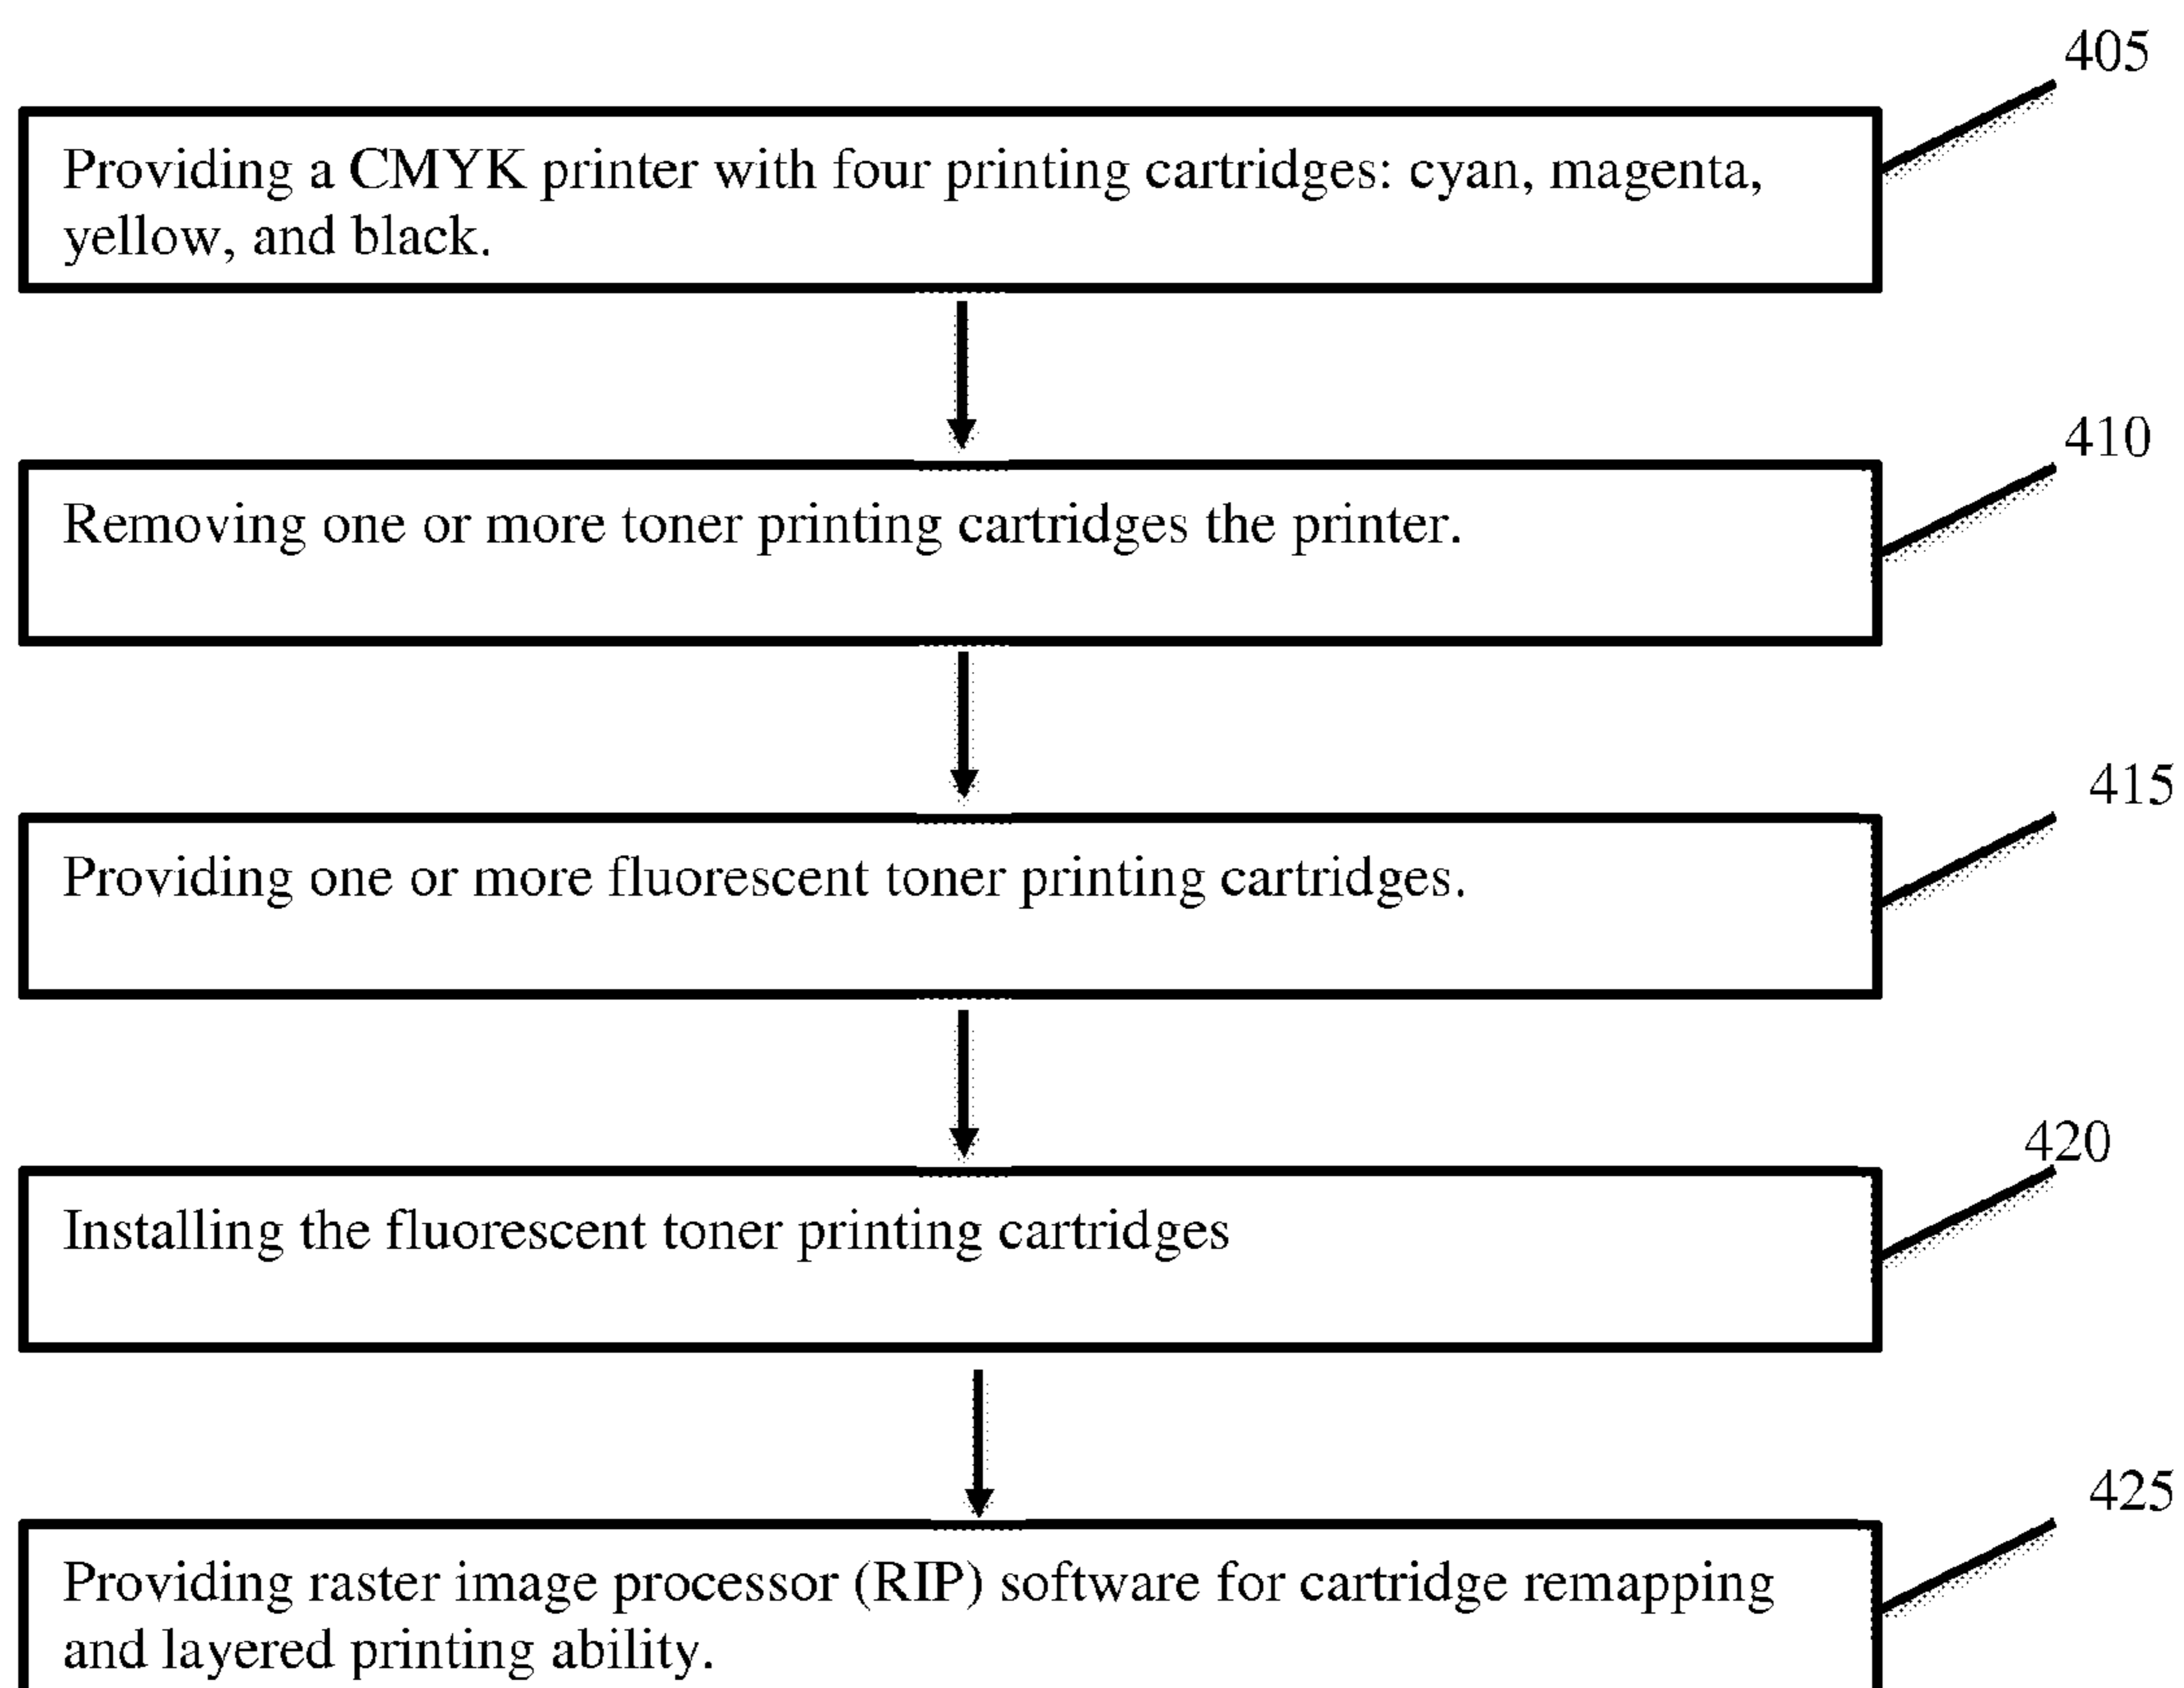 405
Providing a CMYK printer with four printing cartridges: cyan, magenta,
yellow, and black.
410
Removing one or more toner printing cartridges the printer.
415
Providing one or more fluorescent toner printing cartridges.
420
Installing the fluorescent toner printing cartridges
425
Providing raster image processor (RIP) software for cartridge remapping
and layered printing ability.